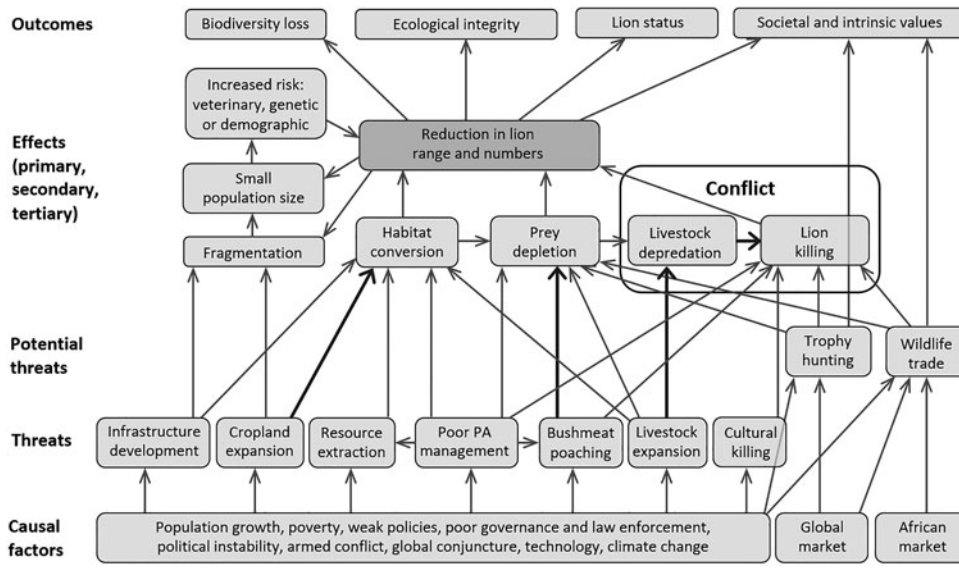 Outcomes
Biodiversity loss
Ecological integrity
Lion status
Societal and intrinsic values
Increased risk:
veterinary, genetic
or demographic
Effects
(primary,
secondary,
tertiary)
Reduction in lion
range and numbers
Small
population size
Conflict
Fragmentation
Habitat
conversion
Prey
depletion
Livestock
depredation
Lion
killing
Potential
threats
Trophy
hunting
Wildlife
trade
Threats
Infrastructure
development
Cropland
expansion
Resource
extraction
Poor PA
management
Bushmeat
poaching
Livestock
expansion
Cultural
killing
Causal
factors
Population growth, poverty, weak policies, poor governance and law enforcement,
political instability, armed conflict, global conjuncture, technology, climate change
Global
market
African
market